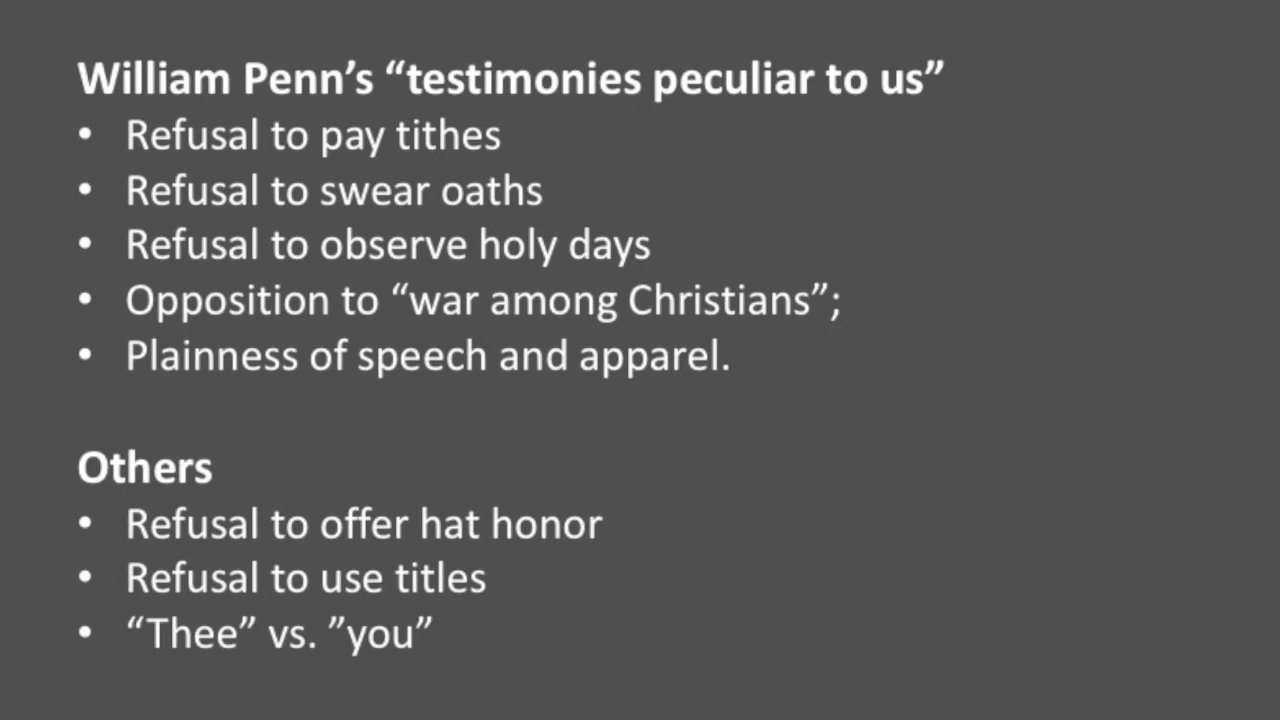 William Penn’s “testimonies peculiar to us”
• Refusal to pay tithes
• Refusal to swear oaths
• Refusal to observe holy days
• Opposition to “war among Christians”;
• Plainness of speech and apparel.
Others
• Refusal to offer hat honor
• Refusal to use titles
• “Thee” vs. ”you”